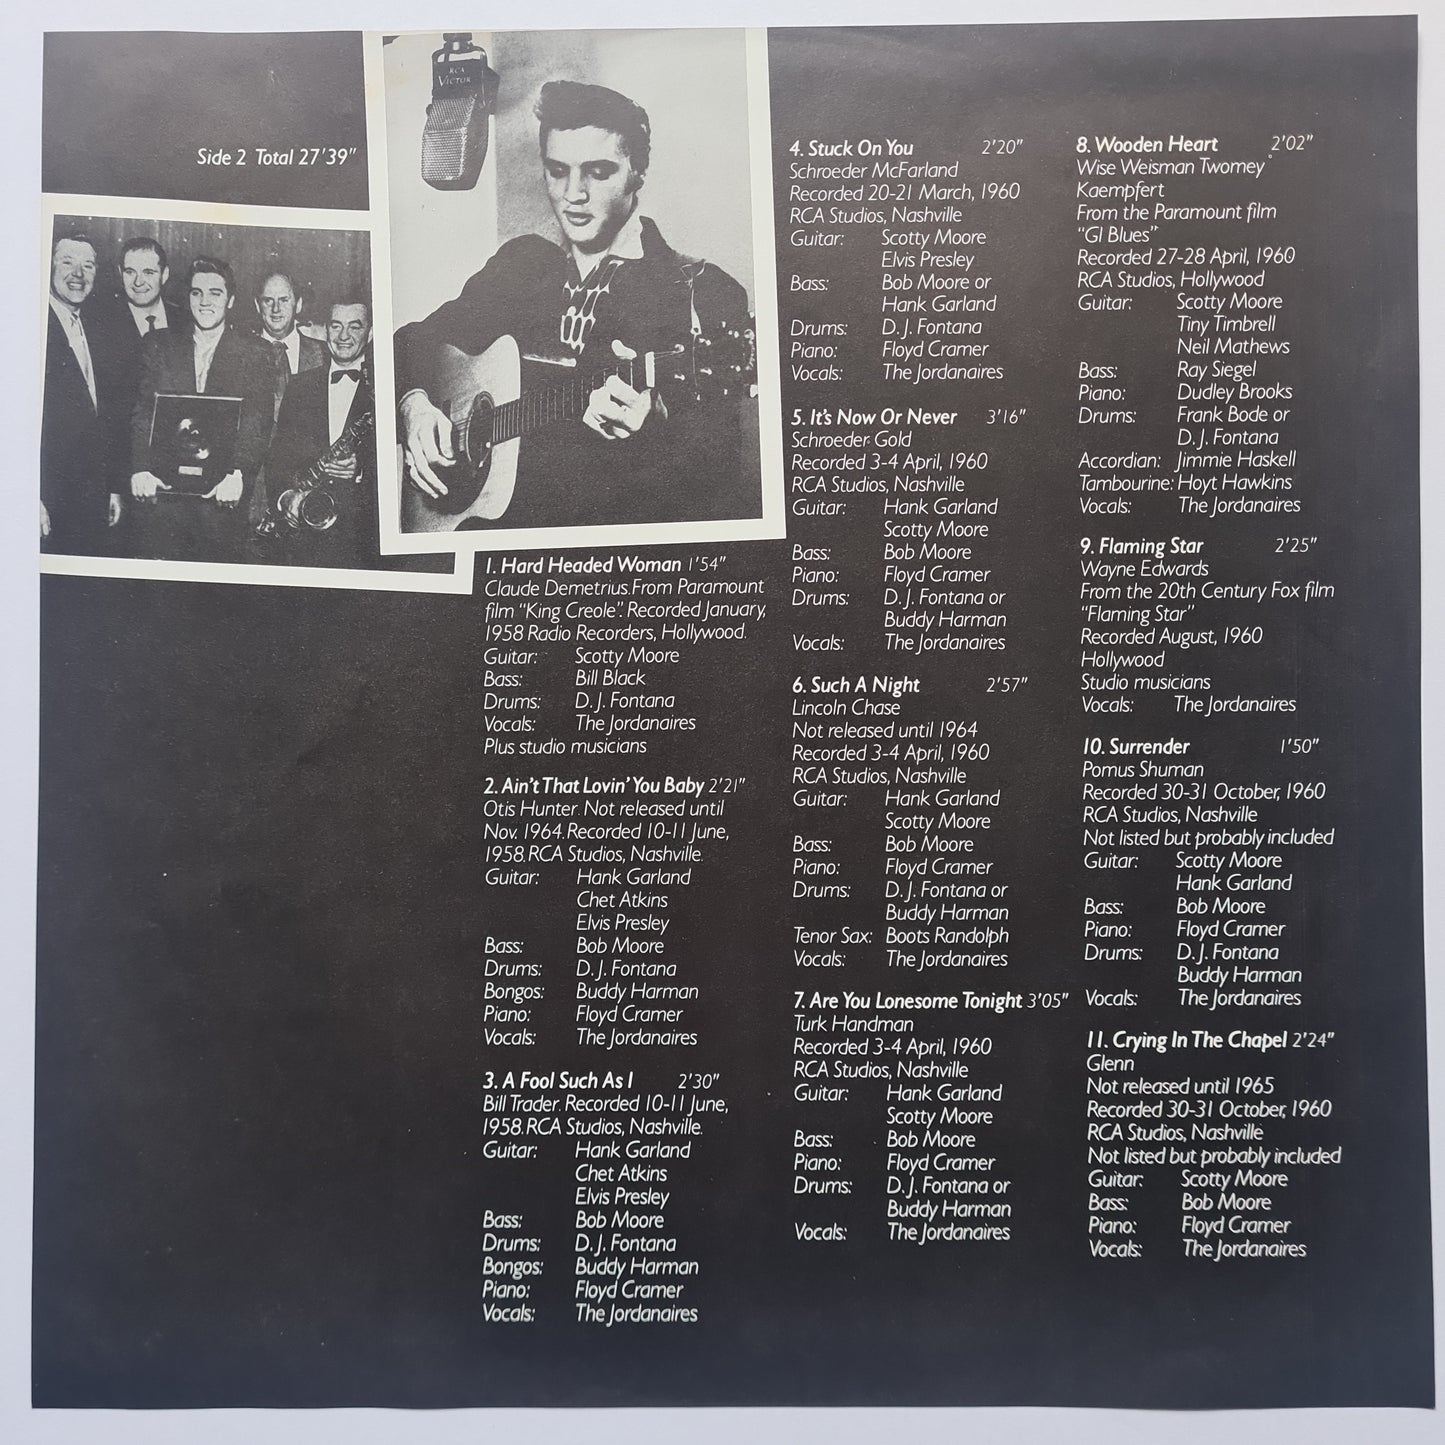 RCA
VICTOR
Side 2 Total 27'39"
1. Hard Headed Woman 1'54"
Claude Demetrius. From Paramount
film "King Creole". Recorded January,
1958 Radio Recorders, Hollywood.
Guitar: Scotty Moore
Bass: Bill Black
Drums: D.J. Fontana
Vocals: The Jordanaires
Plus studio musicians
2. Ain't That Lovin' You Baby 2'21"
Otis Hunter. Not released until
Nov. 1964. Recorded 10-11 June,
1958. RCA Studios, Nashville.
Guitar: Hank Garland
Chet Atkins
Elvis Presley
Bass: Bob Moore
Drums: D.J. Fontana
Bongos: Buddy Harman
Piano: Floyd Cramer
Vocals: The Jordanaires
3. A Fool Such As I 2'30"
Bill Trader. Recorded 10-11 June,
1958. RCA Studios, Nashville.
Guitar: Hank Garland
Chet Atkins
Elvis Presley
Bass: Bob Moore
Drums: D.J. Fontana
Bongos: Buddy Harman
Piano: Floyd Cramer
Vocals: The Jordanaires
4. Stuck On You 2'20"
Schroeder McFarland
Recorded 20-21 March, 1960
RCA Studios, Nashville
Guitar: Scotty Moore
Elvis Presley
Bass: Bob Moore or
Hank Garland
Drums: D.J. Fontana
Piano: Floyd Cramer
Vocals: The Jordanaires
5. It's Now Or Never 3'16"
Schroeder Gold
Recorded 3-4 April, 1960
RCA Studios, Nashville
Guitar: Hank Garland
Scotty Moore
Bass: Bob Moore
Piano: Floyd Cramer
Drums: D.J. Fontana or
Buddy Harman
Vocals: The Jordanaires
6. Such A Night 2'57"
Lincoln Chase
Not released until 1964
Recorded 3-4 April, 1960
RCA Studios, Nashville
Guitar: Hank Garland
Scotty Moore
Bass: Bob Moore
Piano: Floyd Cramer
Drums: D.J. Fontana or
Buddy Harman
Tenor Sax: Boots Randolph
Vocals: The Jordanaires
7. Are You Lonesome Tonight 3'05"
Turk Handman
Recorded 3-4 April, 1960
RCA Studios, Nashville
Guitar: Hank Garland
Scotty Moore
Bass: Bob Moore
Piano: Floyd Cramer
Drums: D.J. Fontana or
Buddy Harman
Vocals: The Jordanaires
8. Wooden Heart 2'02"
Wise Weisman Twomey
Kaempfert
From the Paramount film
"GI Blues"
Recorded 27-28 April, 1960
RCA Studios, Hollywood
Guitar: Scotty Moore
Tiny Timbrell
Neil Mathews
Bass: Ray Siegel
Piano: Dudley Brooks
Drums: Frank Bode or
D.J. Fontana
Accordian: Jimmie Haskell
Tambourine: Hoyt Hawkins
Vocals: The Jordanaires
9. Flaming Star 2'25"
Wayne Edwards
From the 20th Century Fox film
"Flaming Star"
Recorded August, 1960
Hollywood
Studio musicians
Vocals: The Jordanaires
10. Surrender 1'50"
Pomus Shuman
Recorded 30-31 October, 1960
RCA Studios, Nashville
Not listed but probably included
Guitar: Scotty Moore
Hank Garland
Bass: Bob Moore
Piano: Floyd Cramer
Drums: D.J. Fontana
Buddy Harman
Vocals: The Jordanaires
11. Crying In The Chapel 2'24"
Glenn
Not released until 1965
Recorded 30-31 October, 1960
RCA Studios, Nashville
Not listed but probably included
Guitar: Scotty Moore
Bass: Bob Moore
Piano: Floyd Cramer
Vocals: The Jordanaires